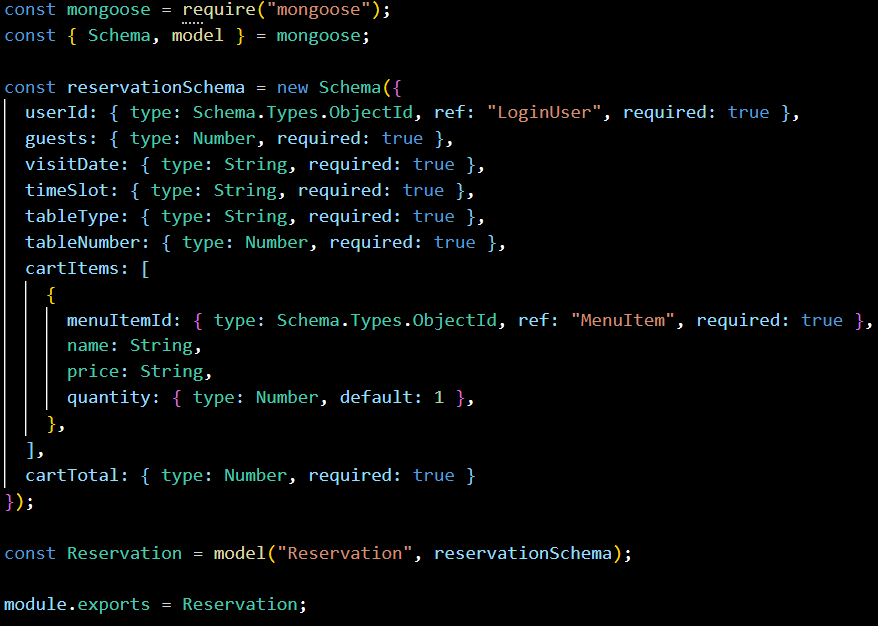 const mongoose = require("mongoose");
const { Schema, model } = mongoose;
const reservationSchema = new Schema({
userId: { type: Schema.Types.ObjectId, ref: "LoginUser", required: true },
guests: { type: Number, required: true },
visitDate: { type: String, required: true },
timeSlot: { type: String, required: true },
tableType: { type: String, required: true },
tableNumber: { type: Number, required: true },
cartItems: [
{
menuItemId: { type: Schema.Types.ObjectId, ref: "MenuItem", required: true },
name: String,
price: String,
quantity: { type: Number, default: 1 },
},
],
cartTotal: { type: Number, required: true }
});
const Reservation = model("Reservation", reservationSchema);
module.exports = Reservation;